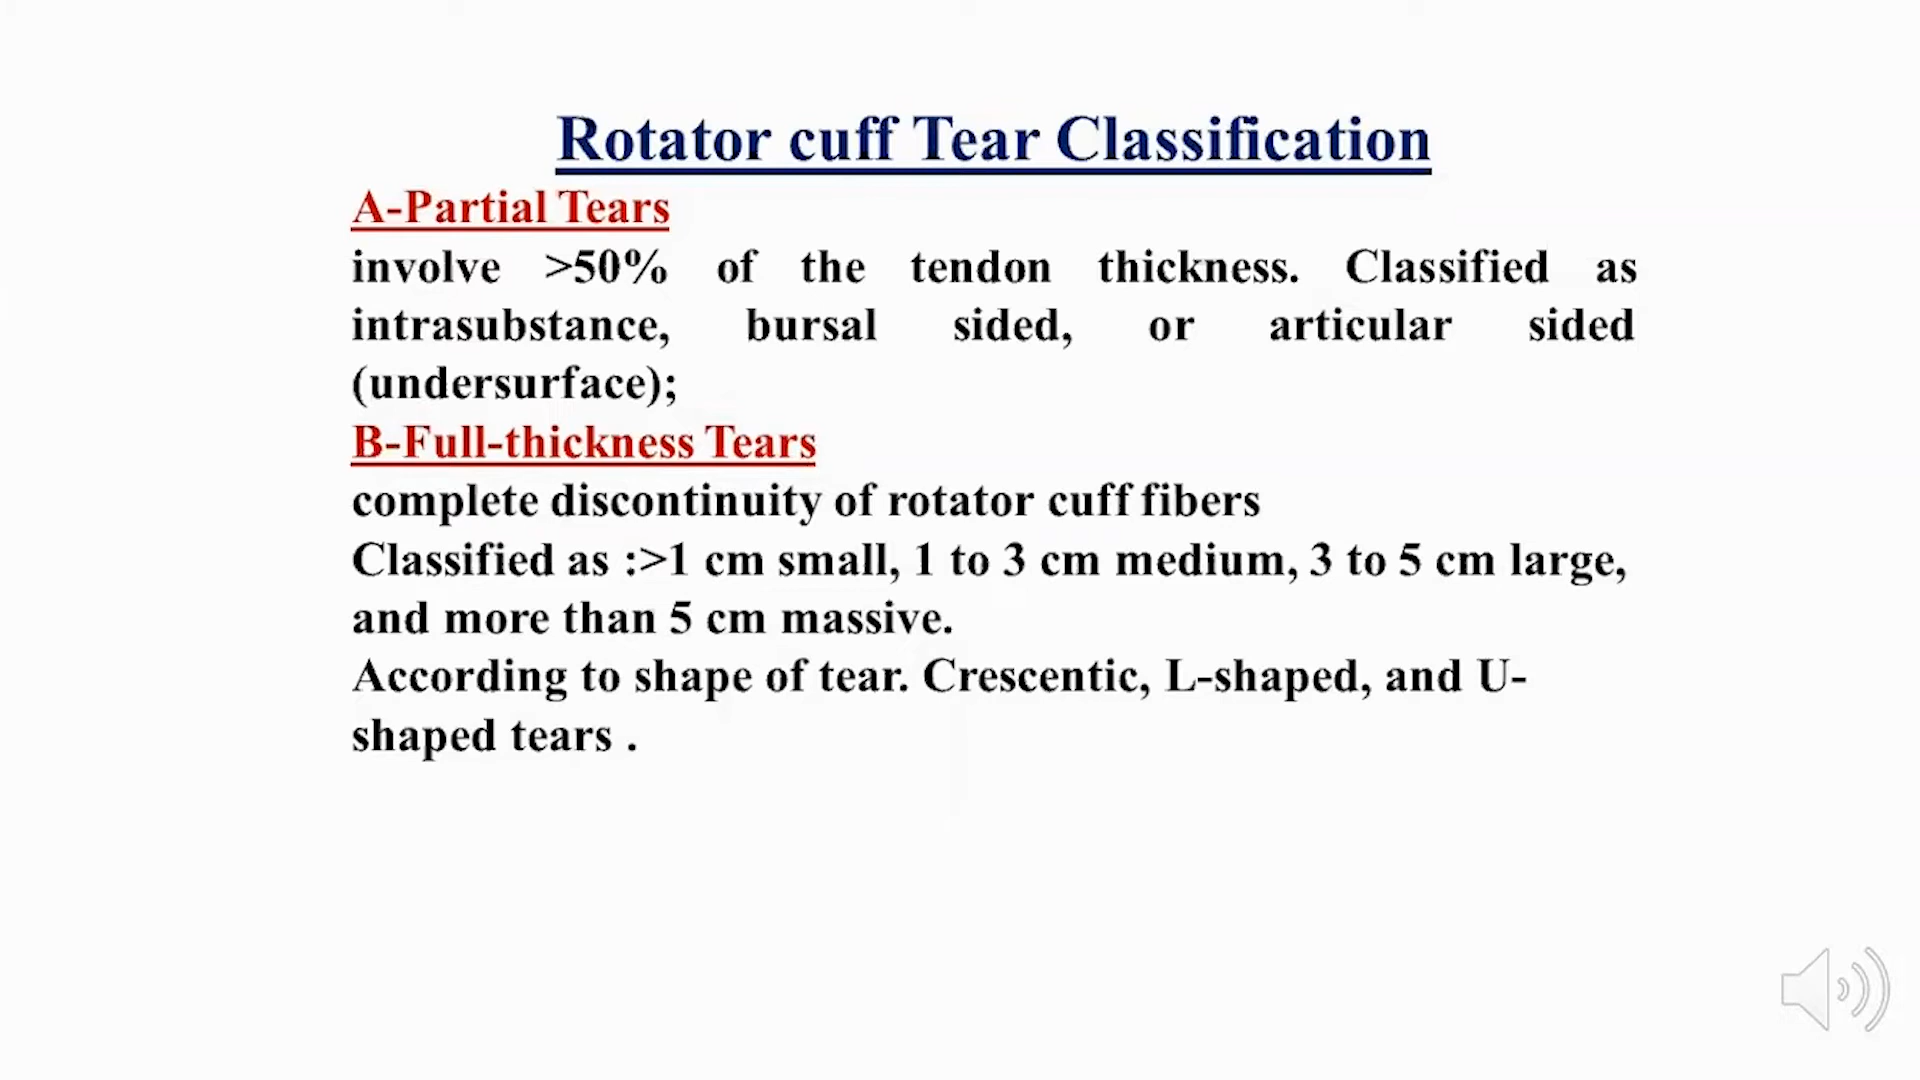 Rotator cuff Tear Classification
A-Partial Tears
involve >50% of the tendon thickness. Classified as
intrasubstance, bursal sided, or articular sided
(undersurface);
B-Full-thickness Tears
complete discontinuity of rotator cuff fibers
Classified as :>1 cm small, 1 to 3 cm medium, 3 to 5 cm large,
and more than 5 cm massive.
According to shape of tear. Crescentic, L-shaped, and U-
shaped tears .